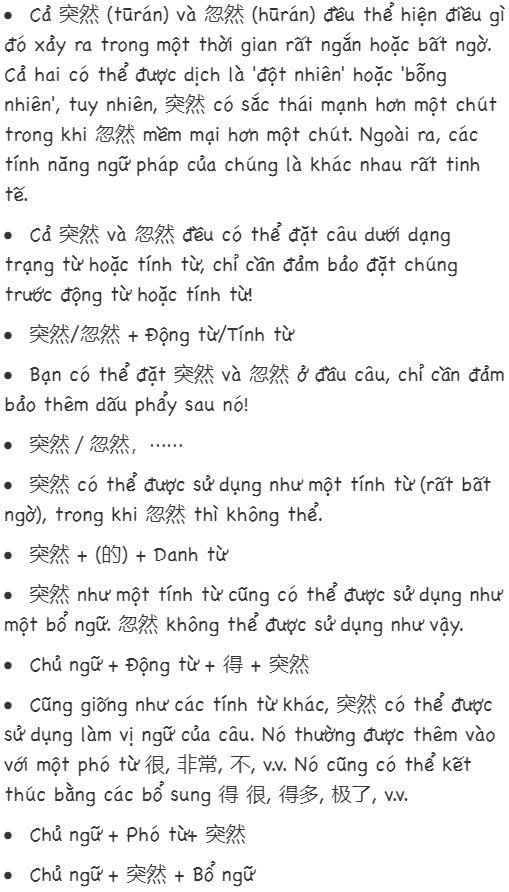 • Cả 突然 (tūrán) và 忽然 (hūrán) đều thể hiện điều gì
đó xảy ra trong một thời gian rất ngắn hoặc bất ngờ.
Cả hai có thể được dịch là 'đột nhiên' hoặc 'bỗng
nhiên', tuy nhiên, 突然 có sắc thái mạnh hơn một chút
trong khi 忽然 mềm mại hơn một chút. Ngoài ra, các
tính năng ngữ pháp của chúng là khác nhau rất tinh
tế.
• Cả 突然 và 忽然 đều có thể đặt câu dưới dạng
trạng từ hoặc tính từ, chỉ cần đảm bảo đặt chúng
trước động từ hoặc tính từ!
• 突然/忽然 + Động từ/Tính từ
• Bạn có thể đặt 突然 và 忽然 ở đầu câu, chỉ cần đảm
bảo thêm dấu phẩy sau nó!
• 突然 / 忽然，……
• 突然 có thể được sử dụng như một tính từ (rất bất
ngờ), trong khi 忽然 thì không thể.
• 突然 + (的) + Danh từ
• 突然 như một tính từ cũng có thể được sử dụng như
một bổ ngữ. 忽然 không thể được sử dụng như vậy.
• Chủ ngữ + Động từ + 得 + 突然
• Cũng giống như các tính từ khác, 突然 có thể được
sử dụng làm vị ngữ của câu. Nó thường được thêm vào
với một phó từ 很, 非常, 不, v.v. Nó cũng có thể kết
thúc bằng các bổ sung 得 很, 得多, 极了, v.v.
• Chủ ngữ + Phó từ+ 突然
• Chủ ngữ + 突然 + Bổ ngữ